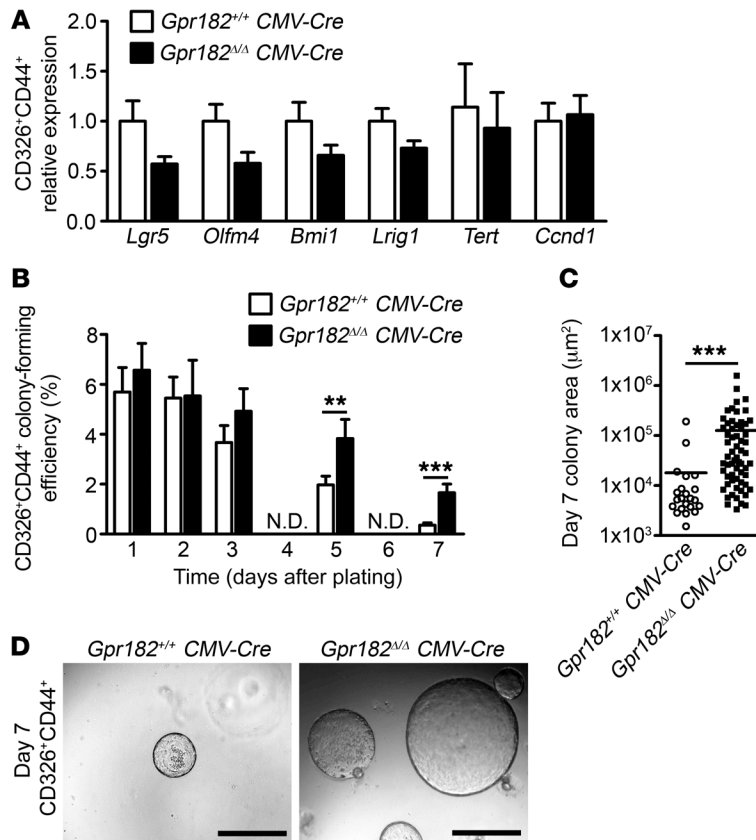 A
Gpr182+/+ CMV-Cre
Gpr182Δ/Δ CMV-Cre
CD326+CD44+
relative expression
2.0
1.5
1.0
0.5
0.0
Lgr5 Olfm4 Bmi1 Lrig1 Tert Ccnd1
B
Gpr182+/+ CMV-Cre
Gpr182Δ/Δ CMV-Cre
CD326+CD44+ colony-forming
efficiency (%)
8
6
4
2
0
**
***
N.D. N.D.
1 2 3 4 5 6 7
Time (days after plating)
C
Day 7 colony area (μm2)
1x107
1x106
1x105
1x104
1x103
***
Gpr182+/+ CMV-Cre
Gpr182Δ/Δ CMV-Cre
D
Gpr182+/+ CMV-Cre Gpr182Δ/Δ CMV-Cre
Day 7
CD326+CD44+